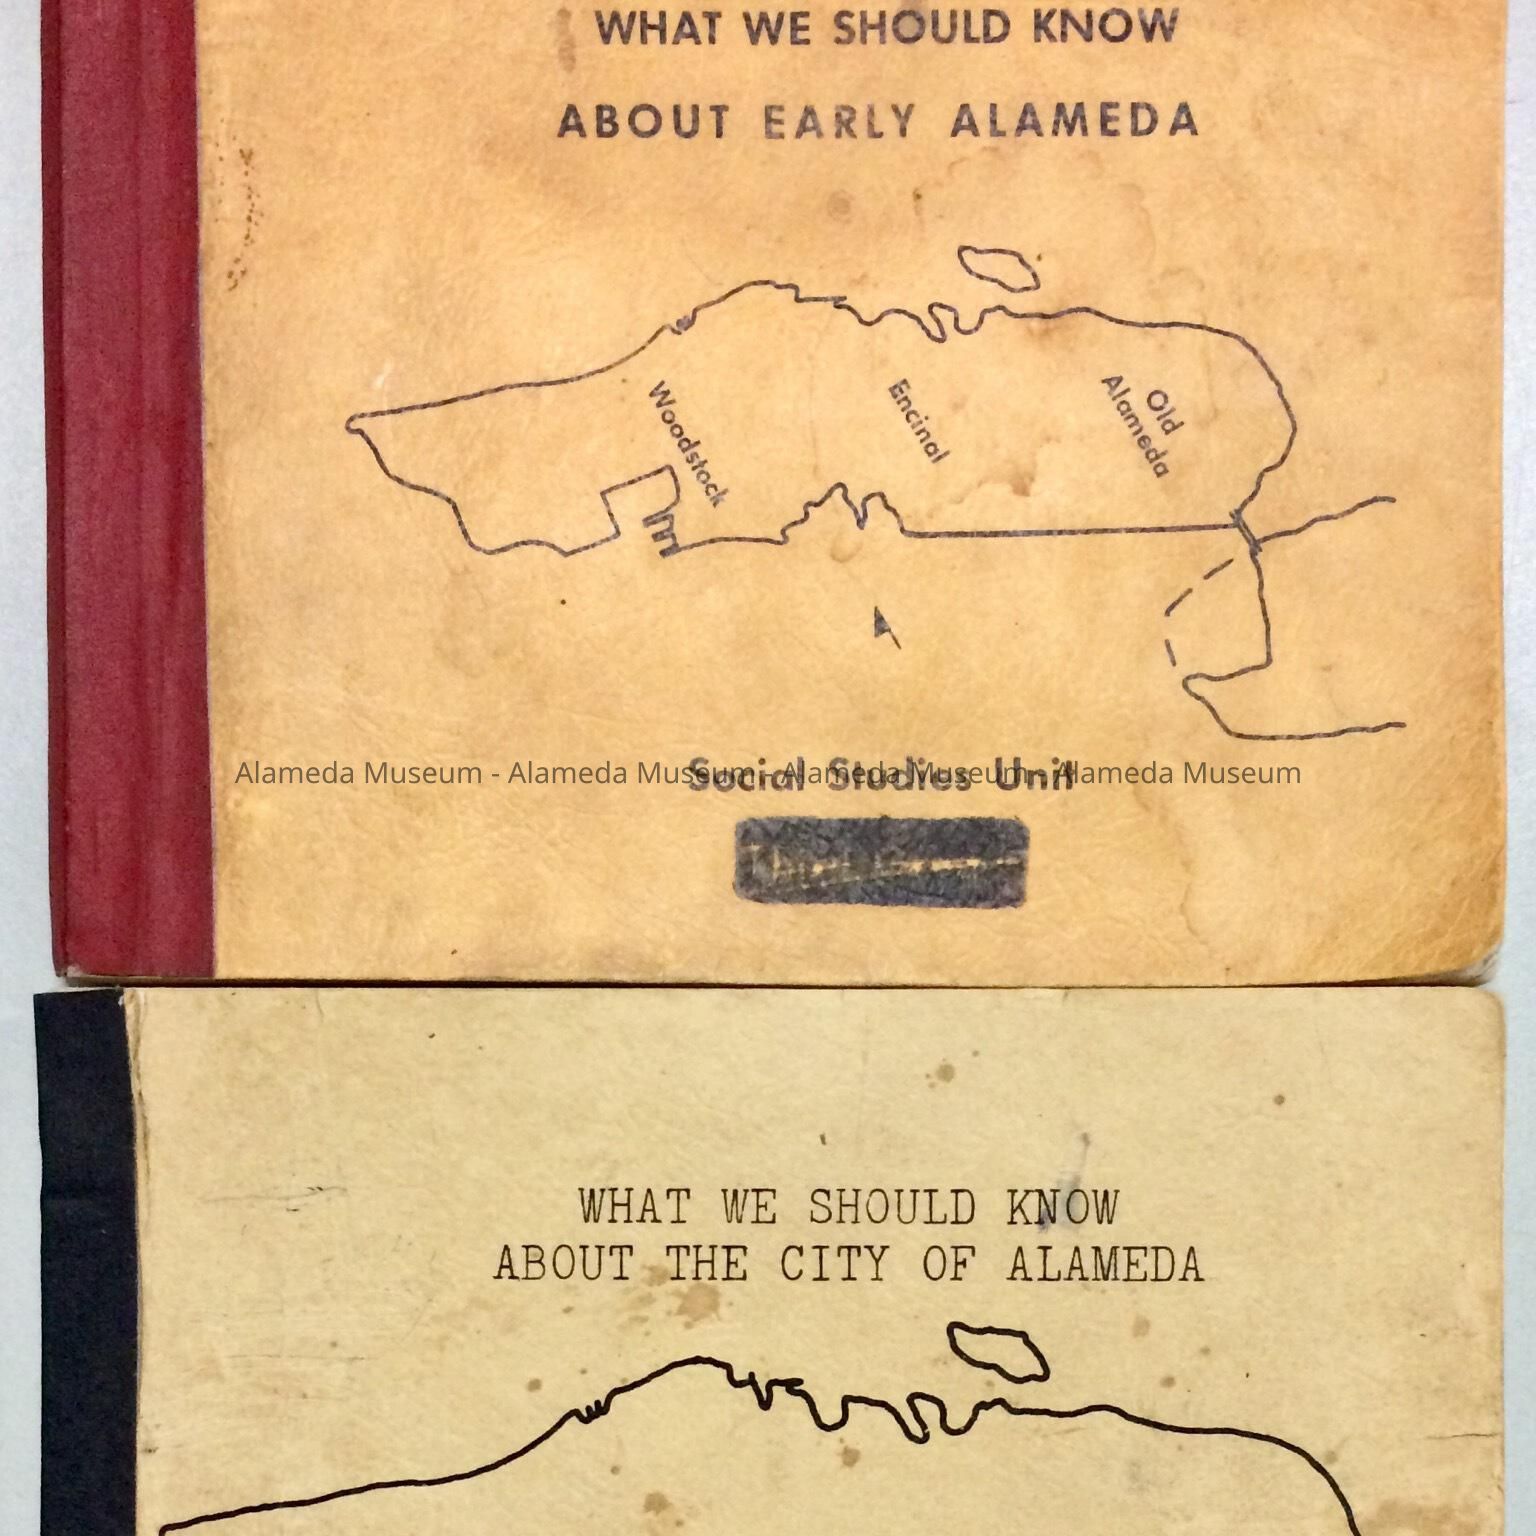 WHAT WE SHOULD KNOW
ABOUT EARLY ALAMEDA
Woodstock
Encinal
Old
Alameda
Social Studies Unit
Alameda Museum - Alameda Museum - Alameda Museum - Alameda Museum
WHAT WE SHOULD KNOW
ABOUT THE CITY OF ALAMEDA